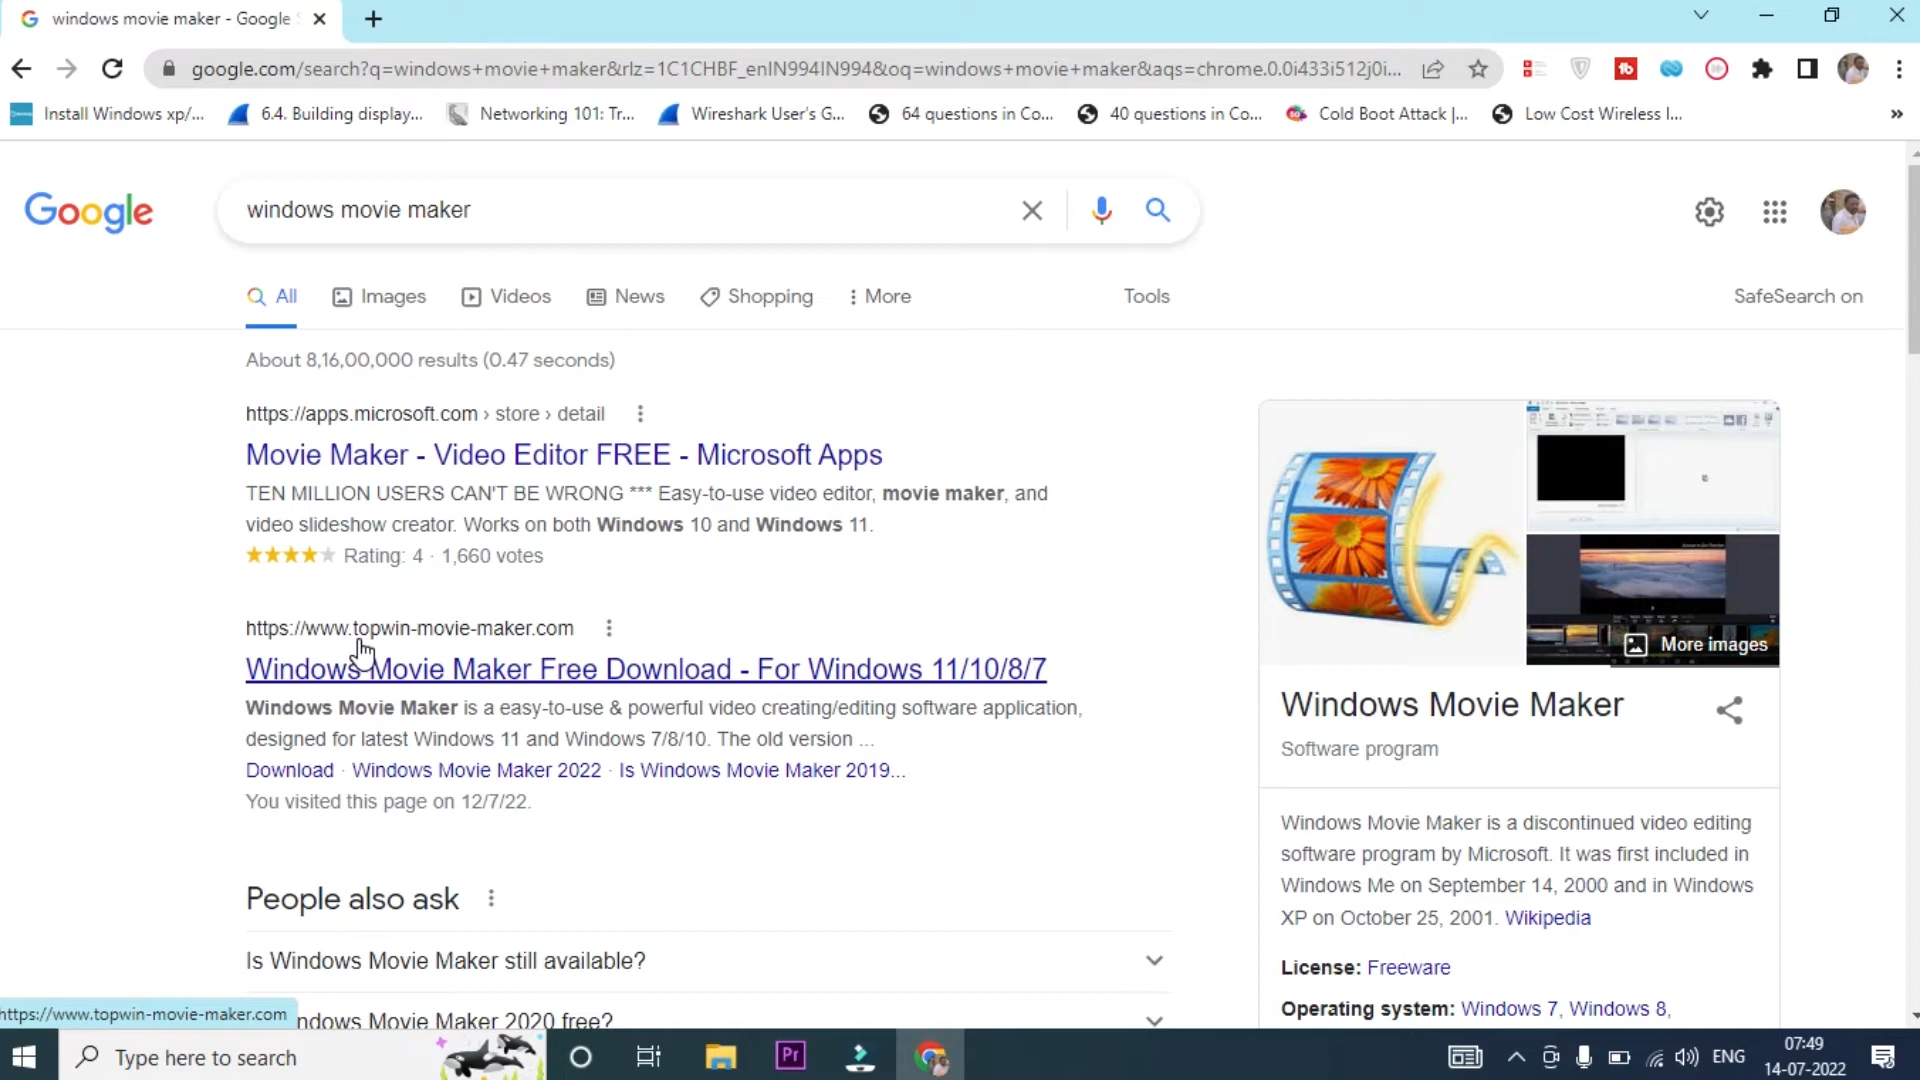 windows movie maker - Google
google.com/search?q=windows+movie+maker&rlz=1C1CHBF_enIN994IN994&oq=windows+movie+maker&aqs=chrome.0.0i433i512j0i...
Install Windows xp/...
6.4. Building display...
Networking 101: Tr...
Wireshark User's G...
64 questions in Co...
40 questions in Co...
Cold Boot Attack |...
Low Cost Wireless I...
»
Google
windows movie maker
All
Images
Videos
News
Shopping
More
Tools
SafeSearch on
About 8,16,00,000 results (0.47 seconds)
https://apps.microsoft.com › store › detail
Movie Maker - Video Editor FREE - Microsoft Apps
TEN MILLION USERS CAN'T BE WRONG *** Easy-to-use video editor, movie maker, and
video slideshow creator. Works on both Windows 10 and Windows 11.
Rating: 4 · 1,660 votes
https://www.topwin-movie-maker.com
Windows Movie Maker Free Download - For Windows 11/10/8/7
Windows Movie Maker is a easy-to-use & powerful video creating/editing software application,
designed for latest Windows 11 and Windows 7/8/10. The old version ...
Download · Windows Movie Maker 2022 · Is Windows Movie Maker 2019...
You visited this page on 12/7/22.
People also ask
Is Windows Movie Maker still available?
ndows Movie Maker 2020 free?
https://www.topwin-movie-maker.com
More images
Windows Movie Maker
Software program
Windows Movie Maker is a discontinued video editing
software program by Microsoft. It was first included in
Windows Me on September 14, 2000 and in Windows
XP on October 25, 2001. Wikipedia
License: Freeware
Operating system: Windows 7, Windows 8,
Type here to search
Pr
ENG
07:49
14-07-2022